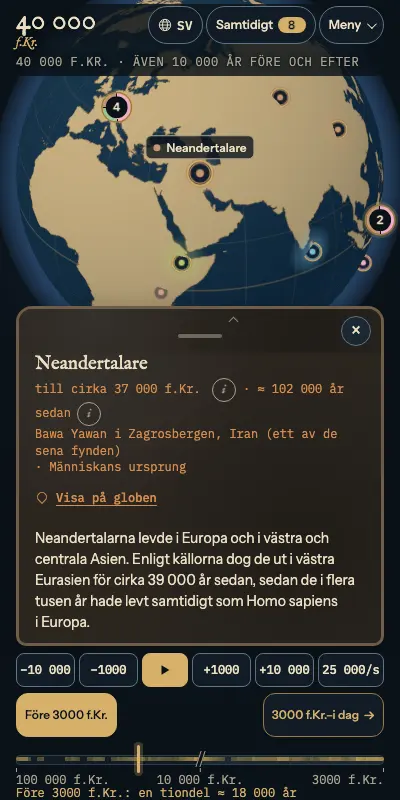 40 000
f.Kr.
SV
Samtidigt 8
Meny
40 000 F.KR. · ÄVEN 10 000 ÅR FÖRE OCH EFTER
4
Neandertalare
2
×
Neandertalare
till cirka 37 000 f.Kr. i · ≈ 102 000 år
sedan i
Bawa Yawan i Zagrosbergen, Iran (ett av de
sena fynden)
· Människans ursprung
Visa på globen
Neandertalarna levde i Europa och i västra och
centrala Asien. Enligt källorna dog de ut i västra
Eurasien för cirka 39 000 år sedan, sedan de i flera
tusen år hade levt samtidigt som Homo sapiens
i Europa.
−10 000 −1000 +1000 +10 000 25 000/s
Före 3000 f.Kr. 3000 f.Kr.–i dag →
100 000 f.Kr. 10 000 f.Kr. 3000 f.Kr.
Före 3000 f.Kr.: en tiondel ≈ 18 000 år